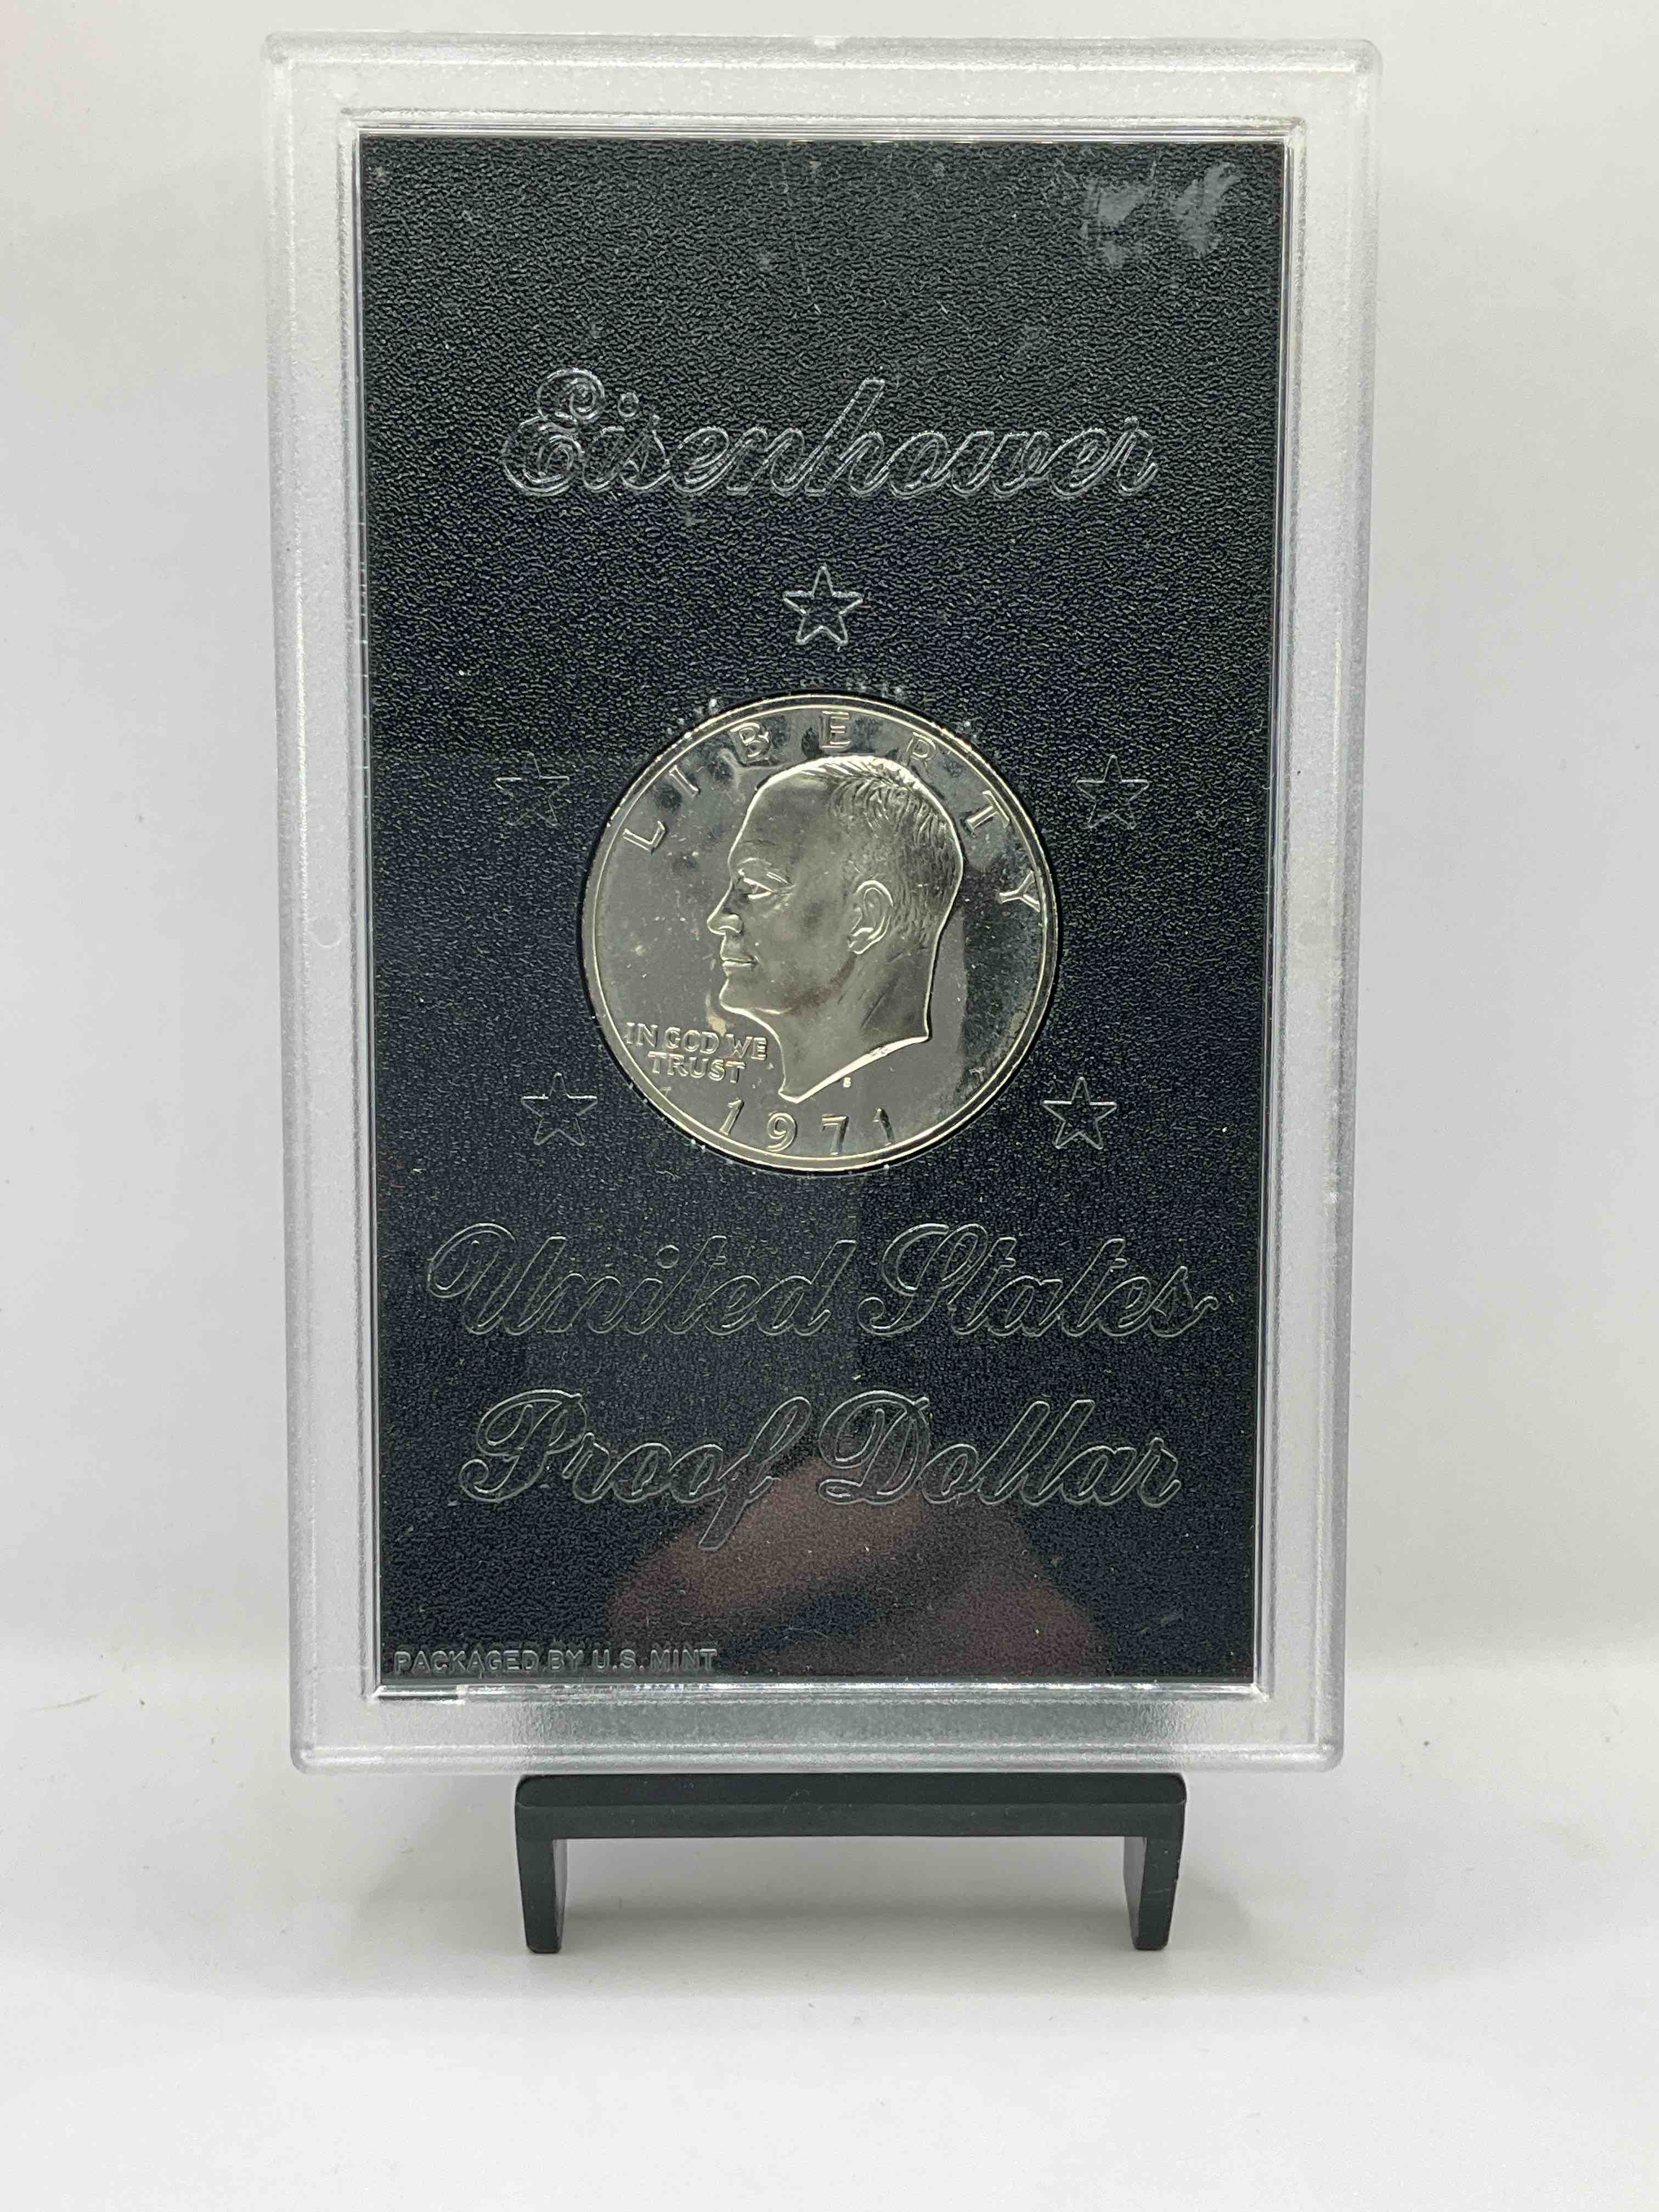 Eisenhower
LIBERTY
IN GOD WE
TRUST
S
1971
United States
Proof Dollar
PACKAGED BY U.S. MINT